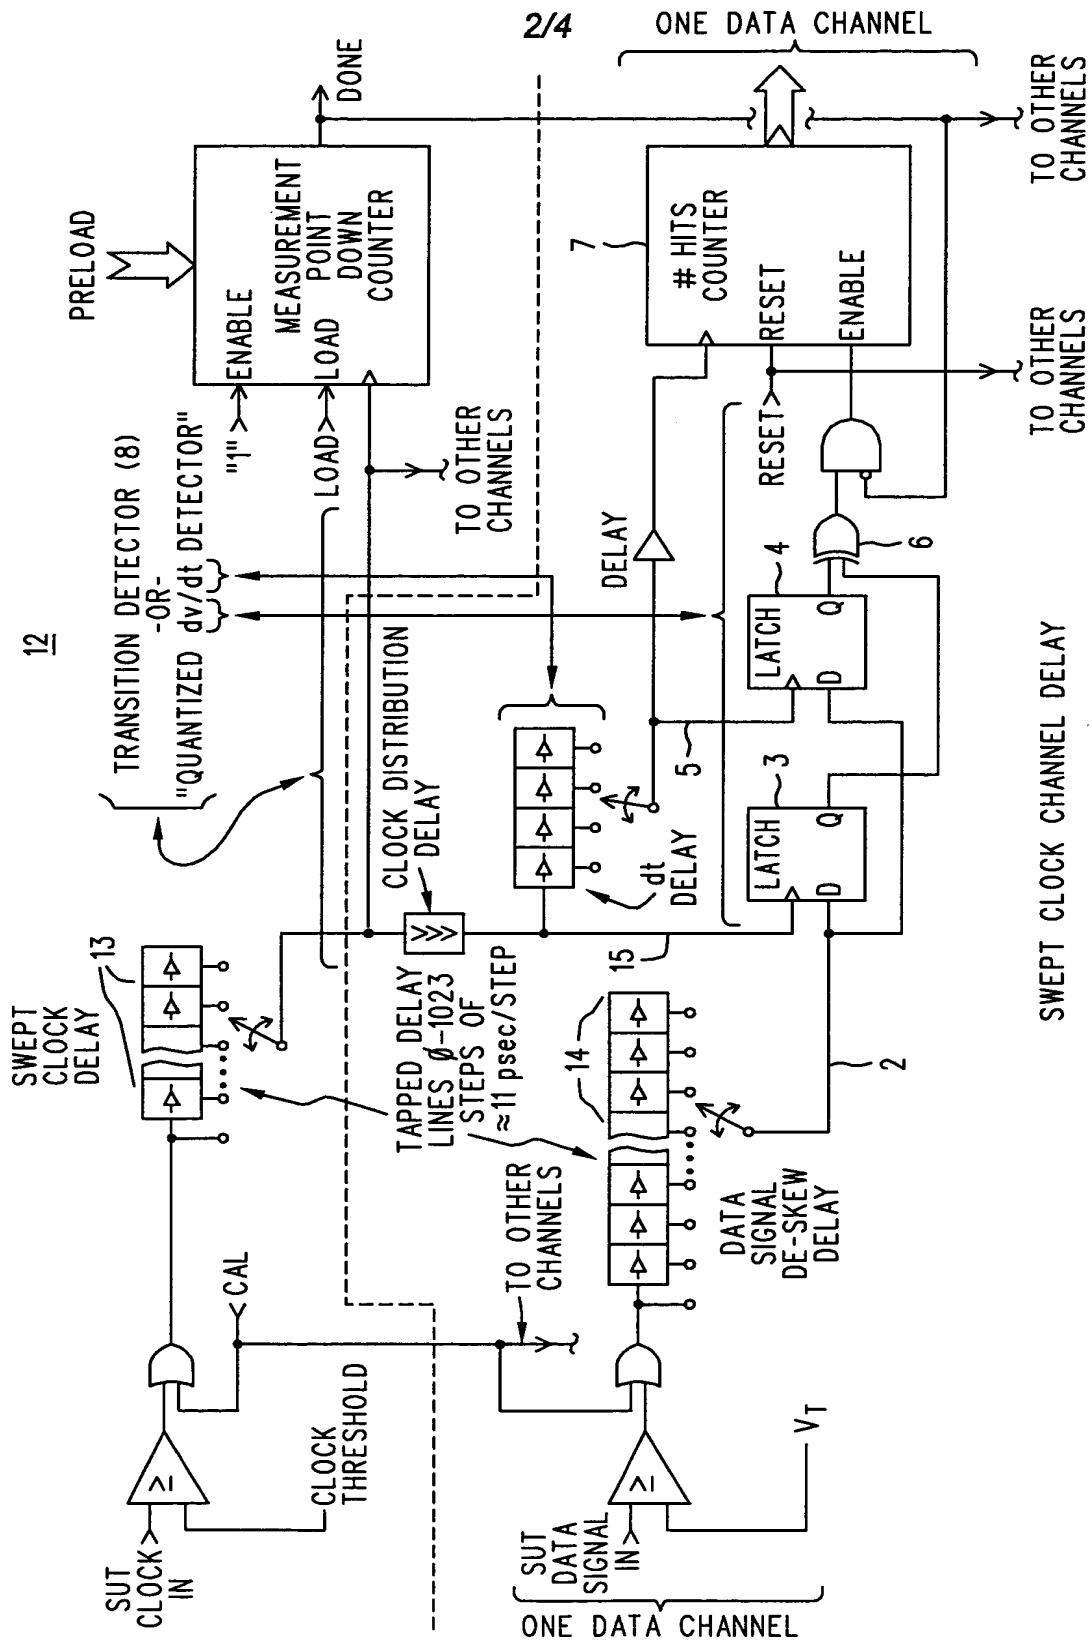 2/4
12
PRELOAD
DONE
"1"
ENABLE
MEASUREMENT
POINT
DOWN
COUNTER
LOAD
LOAD
TRANSITION DETECTOR (8)
-OR-
"QUANTIZED dv/dt DETECTOR"
TO OTHER
CHANNELS
SWEPT
CLOCK
DELAY
13
SUT
CLOCK
IN
≥
CLOCK
THRESHOLD
CAL
TAPPED DELAY
LINES 0-1023
STEPS OF
≈11 psec/STEP
CLOCK DISTRIBUTION
DELAY
>>>
TO OTHER
CHANNELS
dt
DELAY
DELAY
ONE DATA CHANNEL
7
# HITS
COUNTER
RESET
ENABLE
RESET
TO OTHER
CHANNELS
TO OTHER
CHANNELS
SUT
DATA
SIGNAL
IN
≥
VT
ONE DATA CHANNEL
14
DATA
SIGNAL
DE-SKEW
DELAY
15
2
5
LATCH
D
Q
3
LATCH
D
Q
4
6
SWEPT CLOCK CHANNEL DELAY